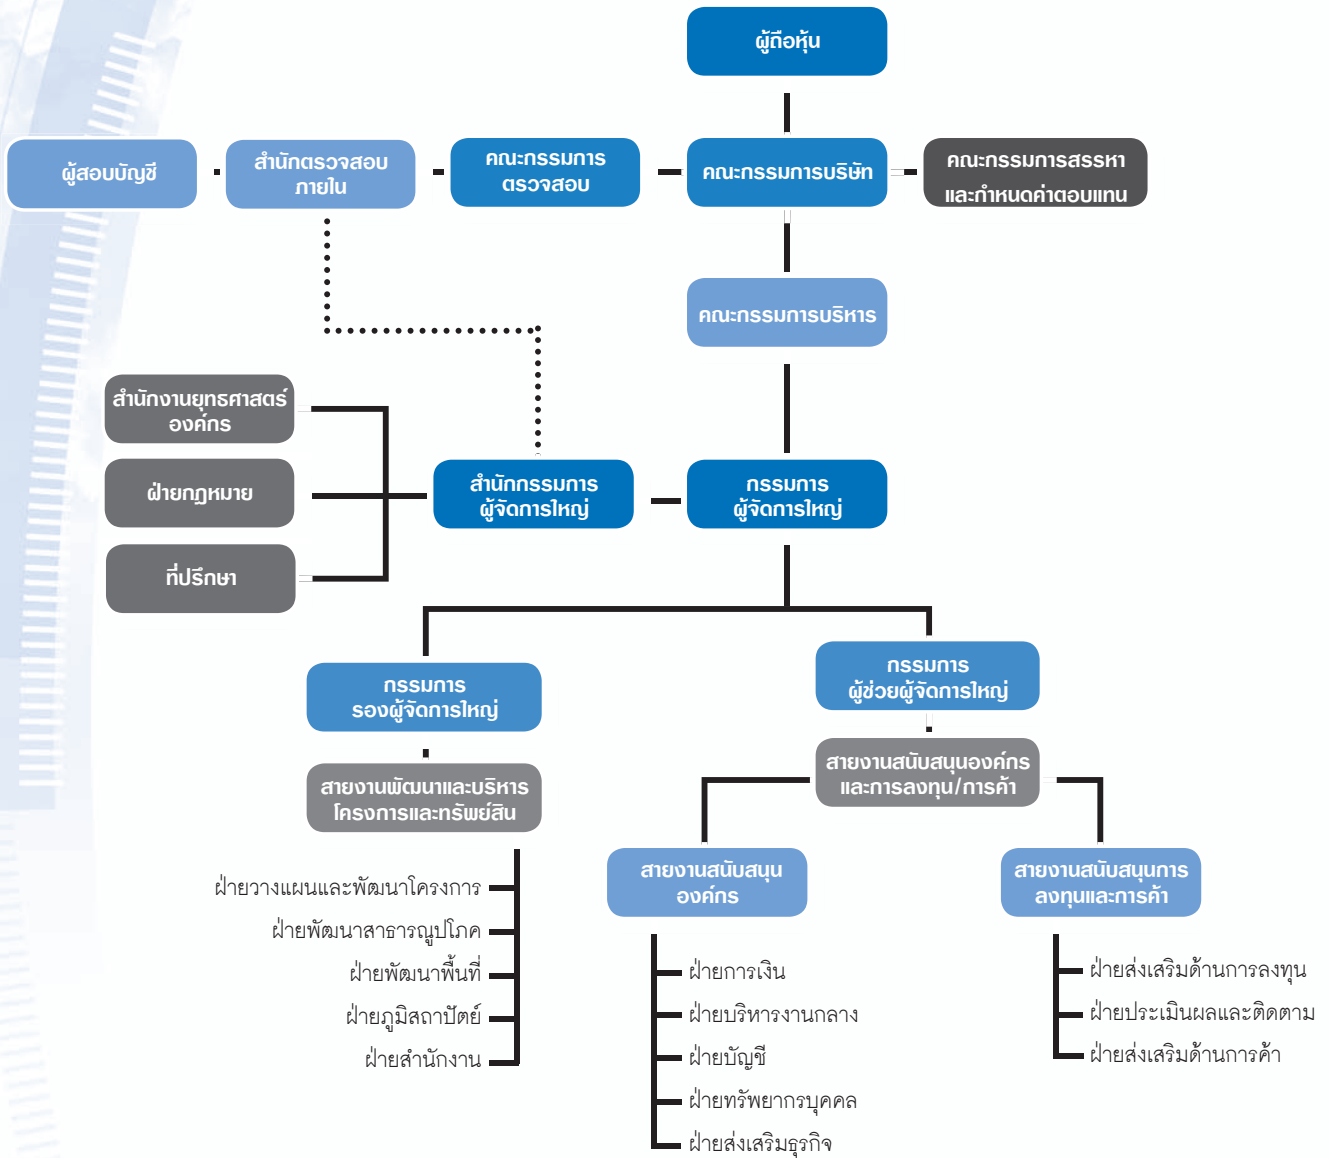 ผู้ถือหุ้น
ผู้สอบบัญชี
สำนักตรวจสอบ
ภายใน
คณะกรรมการ
ตรวจสอบ
คณะกรรมการบริษัท
คณะกรรมการสรรหา
และกำหนดค่าตอบแทน
คณะกรรมการบริหาร
สำนักงานยุทธศาสตร์
องค์กร
ฝ่ายกฎหมาย
ที่ปรึกษา
สำนักกรรมการ
ผู้จัดการใหญ่
กรรมการ
ผู้จัดการใหญ่
กรรมการ
รองผู้จัดการใหญ่
กรรมการ
ผู้ช่วยผู้จัดการใหญ่
สายงานพัฒนาและบริหาร
โครงการและทรัพย์สิน
สายงานสนับสนุนองค์กร
และการลงทุน/การค้า
ฝ่ายวางแผนและพัฒนาโครงการ
ฝ่ายพัฒนาสาธารณูปโภค
ฝ่ายพัฒนาพื้นที่
ฝ่ายภูมิสถาปัตย์
ฝ่ายสำนักงาน
สายงานสนับสนุน
องค์กร
ฝ่ายการเงิน
ฝ่ายบริหารงานกลาง
ฝ่ายบัญชี
ฝ่ายทรัพยากรบุคคล
ฝ่ายส่งเสริมธุรกิจ
สายงานสนับสนุนการ
ลงทุนและการค้า
ฝ่ายส่งเสริมด้านการลงทุน
ฝ่ายประเมินผลและติดตาม
ฝ่ายส่งเสริมด้านการค้า